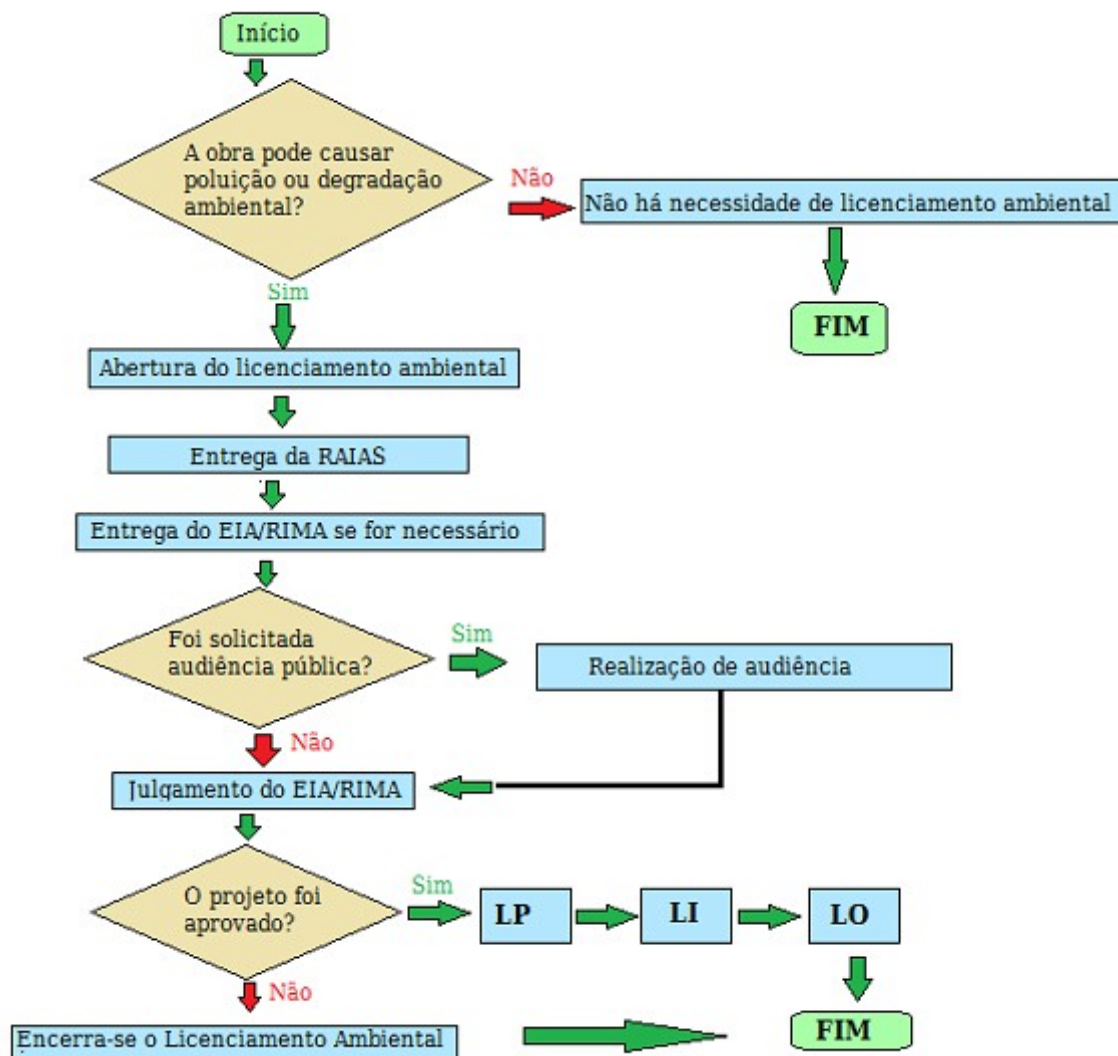 Início
A obra pode causar
poluição ou degradação
ambiental?
Não
Não há necessidade de licenciamento ambiental
Sim
FIM
Abertura do licenciamento ambiental
Entrega da RAIAS
Entrega do EIA/RIMA se for necessário
Foi solicitada
audiência pública?
Sim
Realização de audiência
Não
Julgamento do EIA/RIMA
O projeto foi
aprovado?
Sim
LP
LI
LO
Não
Encerra-se o Licenciamento Ambiental
FIM